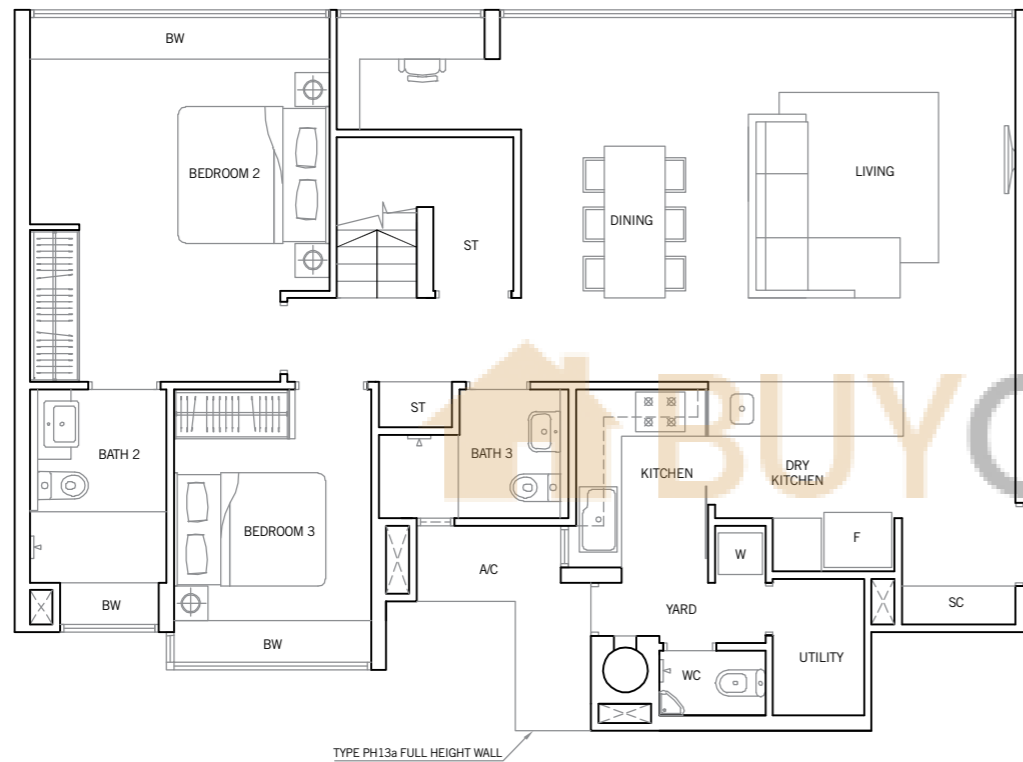 BW
BEDROOM 2
LIVING
DINING
ST
ST
BATH 2
BATH 3
KITCHEN
DRY
KITCHEN
BEDROOM 3
F
W
A/C
BW
SC
YARD
BW
UTILITY
WC
TYPE PH13a FULL HEIGHT WALL
BUY